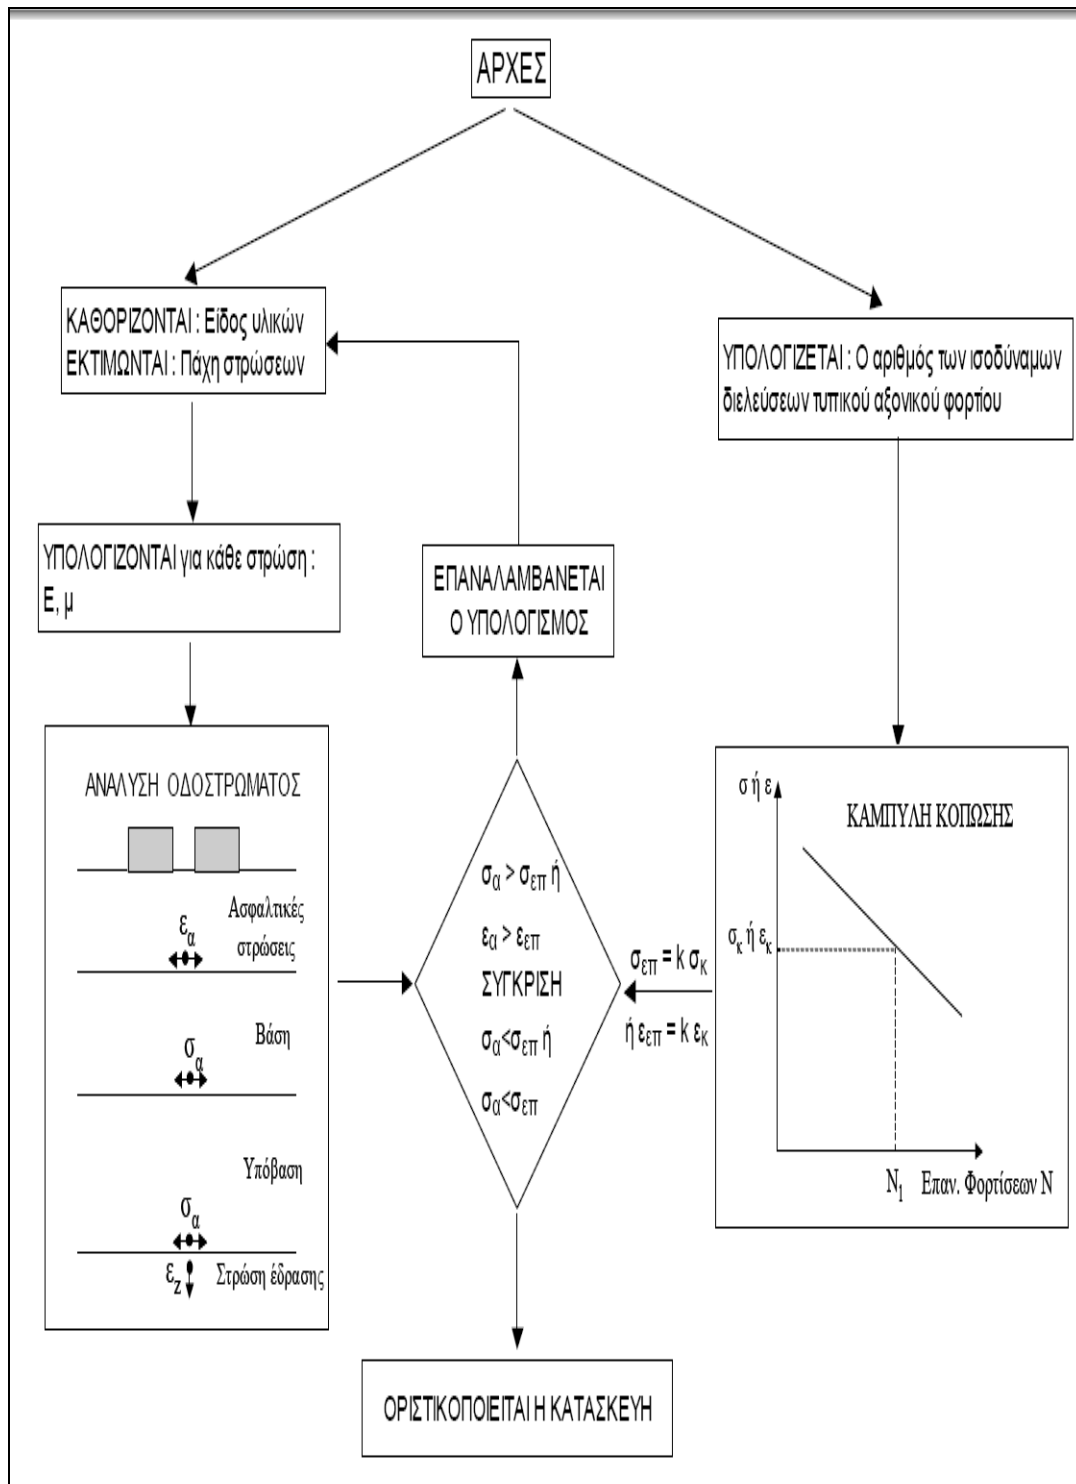 ΑΡΧΕΣ
ΚΑΘΟΡΙΖΟΝΤΑΙ : Είδος υλικών
ΕΚΤΙΜΩΝΤΑΙ : Πάχη στρώσεων
ΥΠΟΛΟΓΙΖΕΤΑΙ : Ο αριθμός των ισοδύναμων
διελεύσεων τυπικού αξονικού φορτίου
ΥΠΟΛΟΓΙΖΟΝΤΑΙ για κάθε στρώση :
Ε, μ
ΕΠΑΝΑΛΑΜΒΑΝΕΤΑΙ
Ο ΥΠΟΛΟΓΙΣΜΟΣ
ΑΝΑΛΥΣΗ ΟΔΟΣΤΡΩΜΑΤΟΣ
Ασφαλτικές
στρώσεις
εα
Βάση
σα
Υπόβαση
σα
εz
Στρώση έδρασης
σα > σεπ ή
εα > εεπ
ΣΥΓΚΡΙΣΗ
σα<σεπ ή
σα<σεπ
σεπ = k σκ
ή εεπ = k εκ
σ ή ε
ΚΑΜΠΥΛΗ ΚΟΠΩΣΗΣ
σκ ή εκ
N1
Επαν. Φορτίσεων N
ΟΡΙΣΤΙΚΟΠΟΙΕΙΤΑΙ Η ΚΑΤΑΣΚΕΥΗ